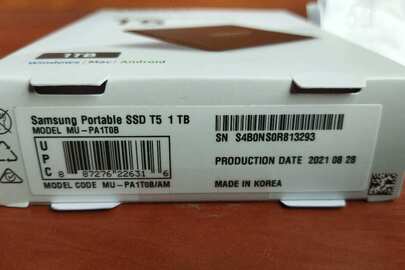 1TB
Windows / Mac / Android
Samsung Portable SSD T5 1 TB
MODEL MU-PA1T0B
UPC
8 87276 22631 6
MODEL CODE MU-PA1T0B/AM
SN S4B0NS0R813293
PRODUCTION DATE 2021 08 28
MADE IN KOREA